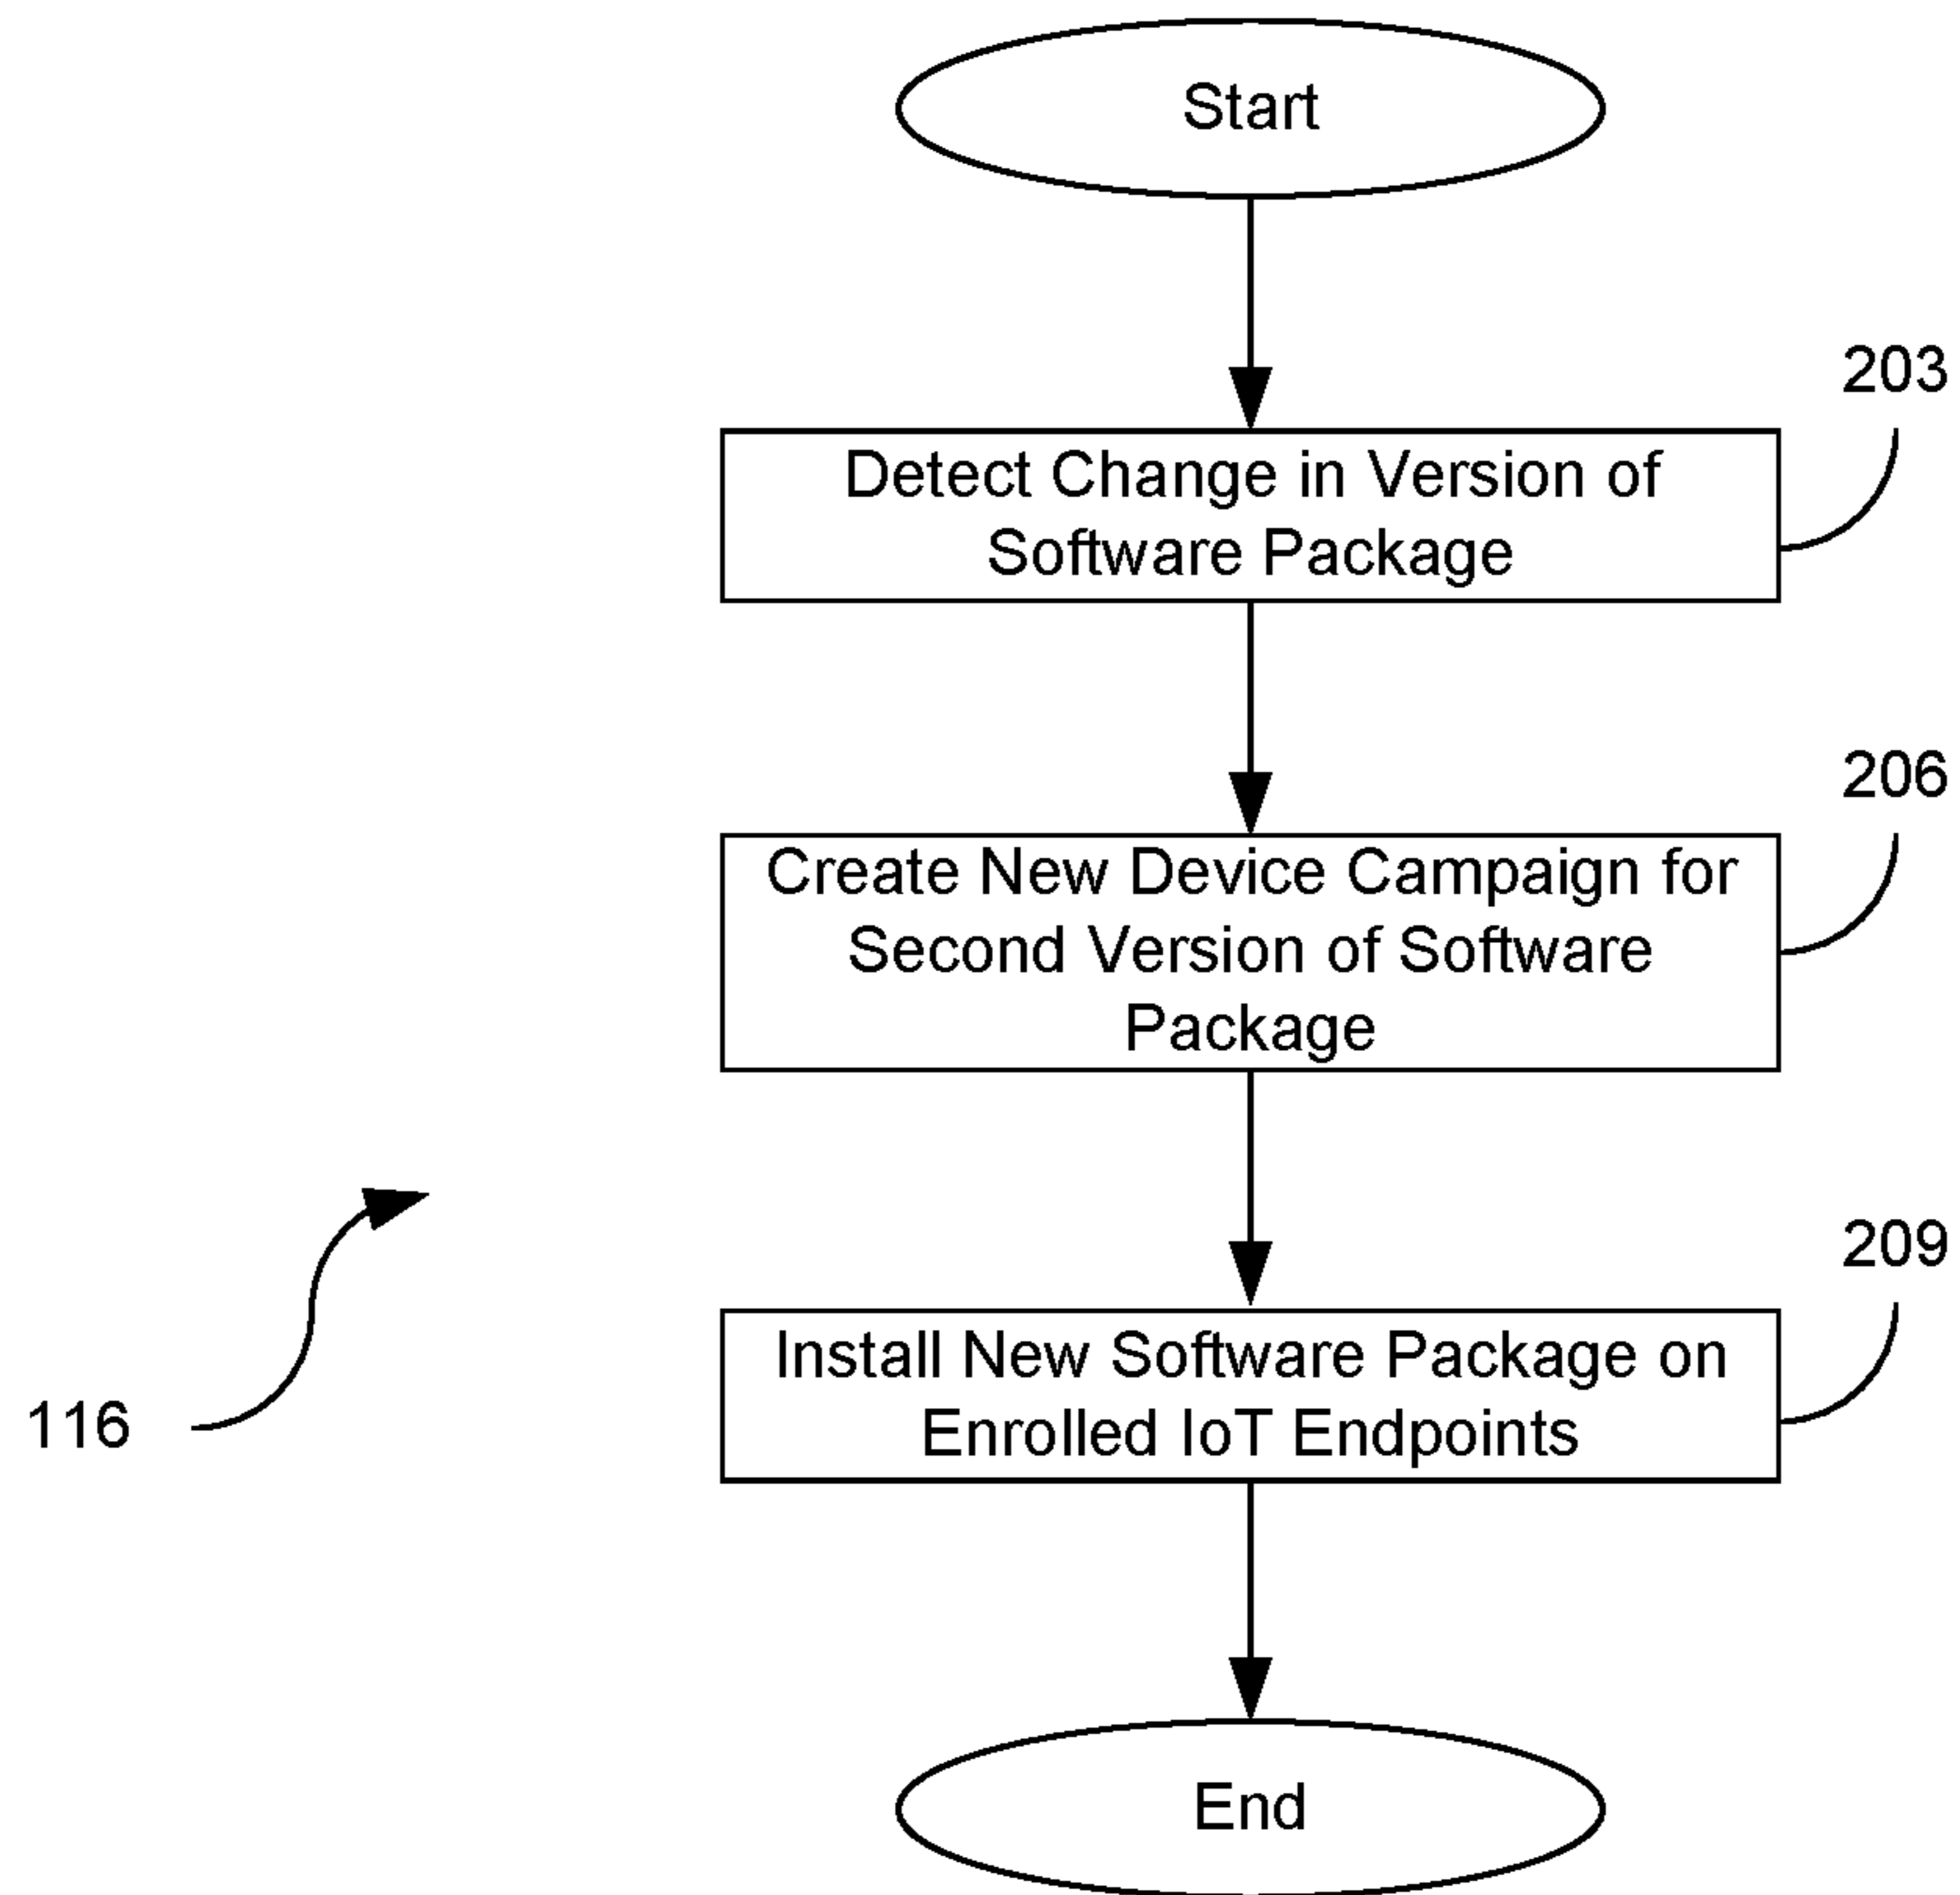 Start
203
Detect Change in Version of
Software Package
206
Create New Device Campaign for
Second Version of Software
Package
209
Install New Software Package on
Enrolled IoT Endpoints
116
End